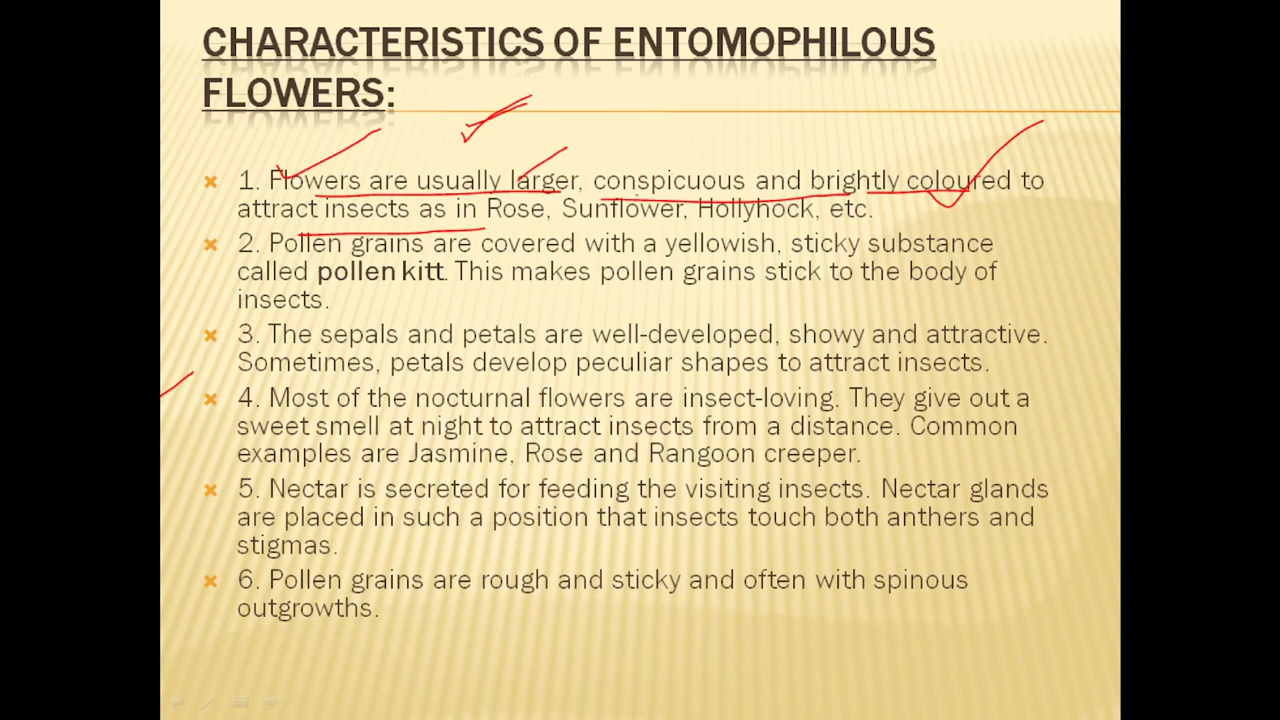 CHARACTERISTICS OF ENTOMOPHILOUS
FLOWERS:
1. Flowers are usually larger, conspicuous and brightly coloured to
attract insects as in Rose, Sunflower, Hollyhock, etc.
2. Pollen grains are covered with a yellowish, sticky substance
called pollen kitt. This makes pollen grains stick to the body of
insects.
3. The sepals and petals are well-developed, showy and attractive.
Sometimes, petals develop peculiar shapes to attract insects.
4. Most of the nocturnal flowers are insect-loving. They give out a
sweet smell at night to attract insects from a distance. Common
examples are Jasmine, Rose and Rangoon creeper.
5. Nectar is secreted for feeding the visiting insects. Nectar glands
are placed in such a position that insects touch both anthers and
stigmas.
6. Pollen grains are rough and sticky and often with spinous
outgrowths.